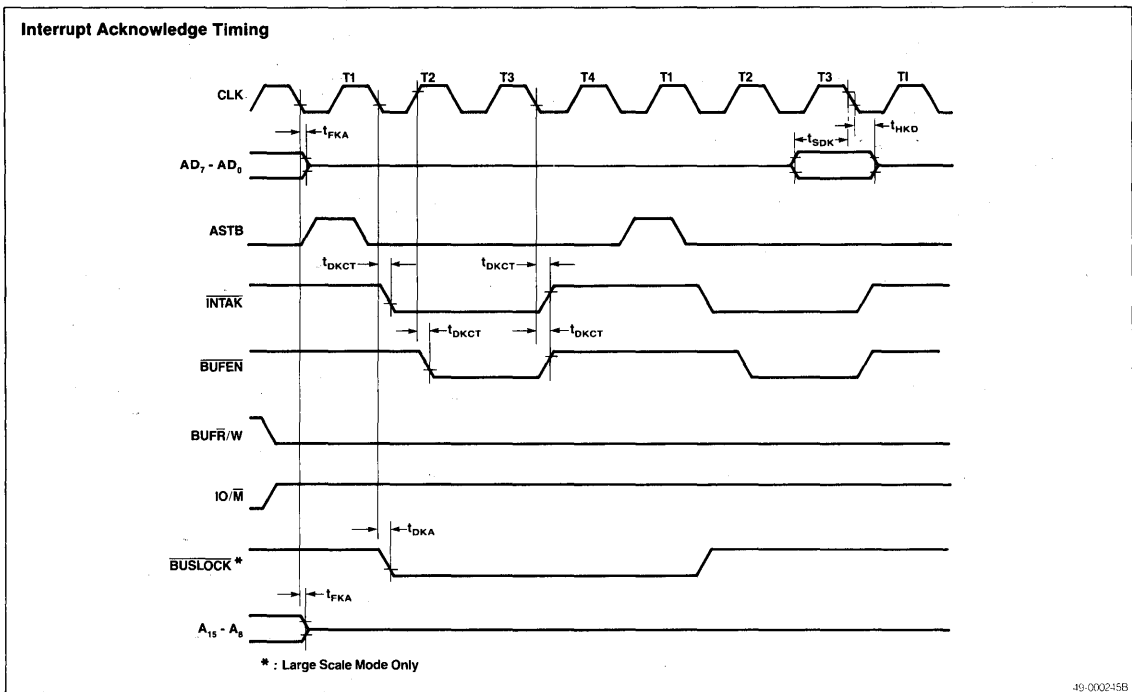 Interrupt Acknowledge Timing
T1 T2 T3 T4 T1 T2 T3 TI
CLK
tFKA
tSDK
tHKD
AD7 - AD0
ASTB
tDKCT tDKCT
INTAK
tDKCT tDKCT
BUFEN
BUFR/W
IO/M
tDKA
BUSLOCK *
tFKA
A15 - A8
* : Large Scale Mode Only
49-000245B